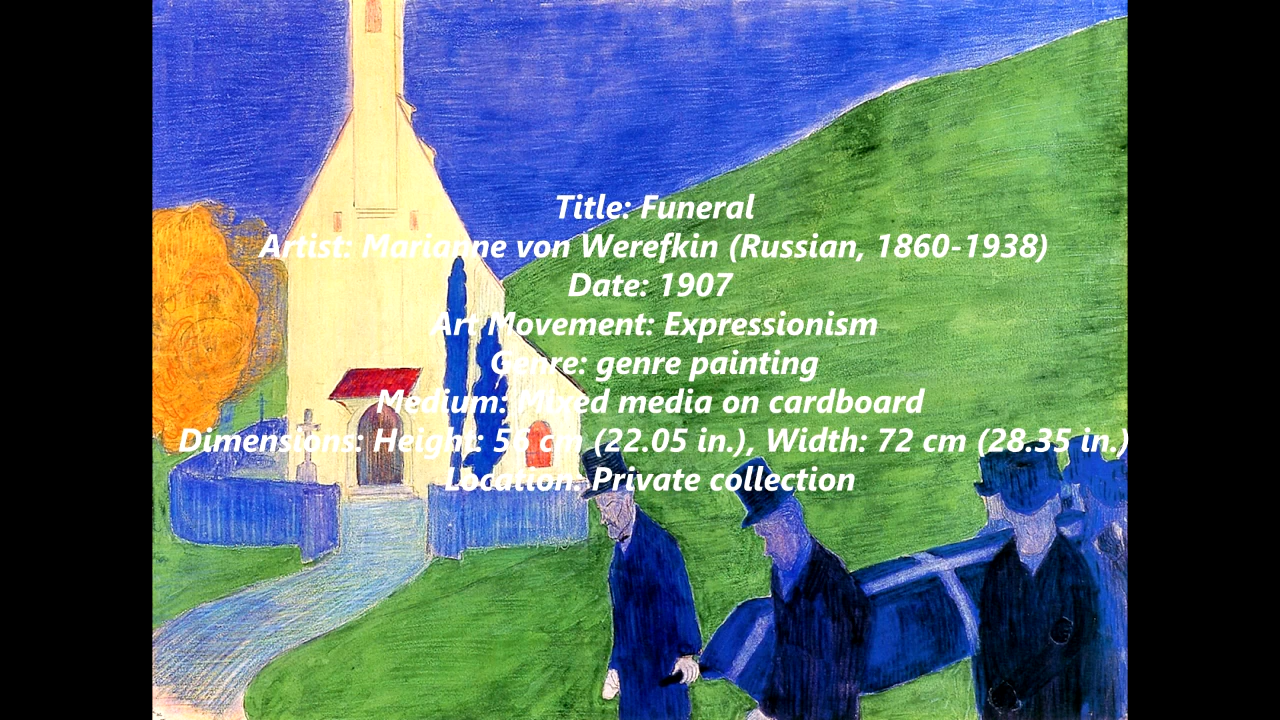 Title: Funeral
Artist: Marianne von Werefkin (Russian, 1860-1938)
Date: 1907
Art Movement: Expressionism
Genre: genre painting
Medium: Mixed media on cardboard
Dimensions: Height: 56 cm (22.05 in.), Width: 72 cm (28.35 in.)
Location: Private collection